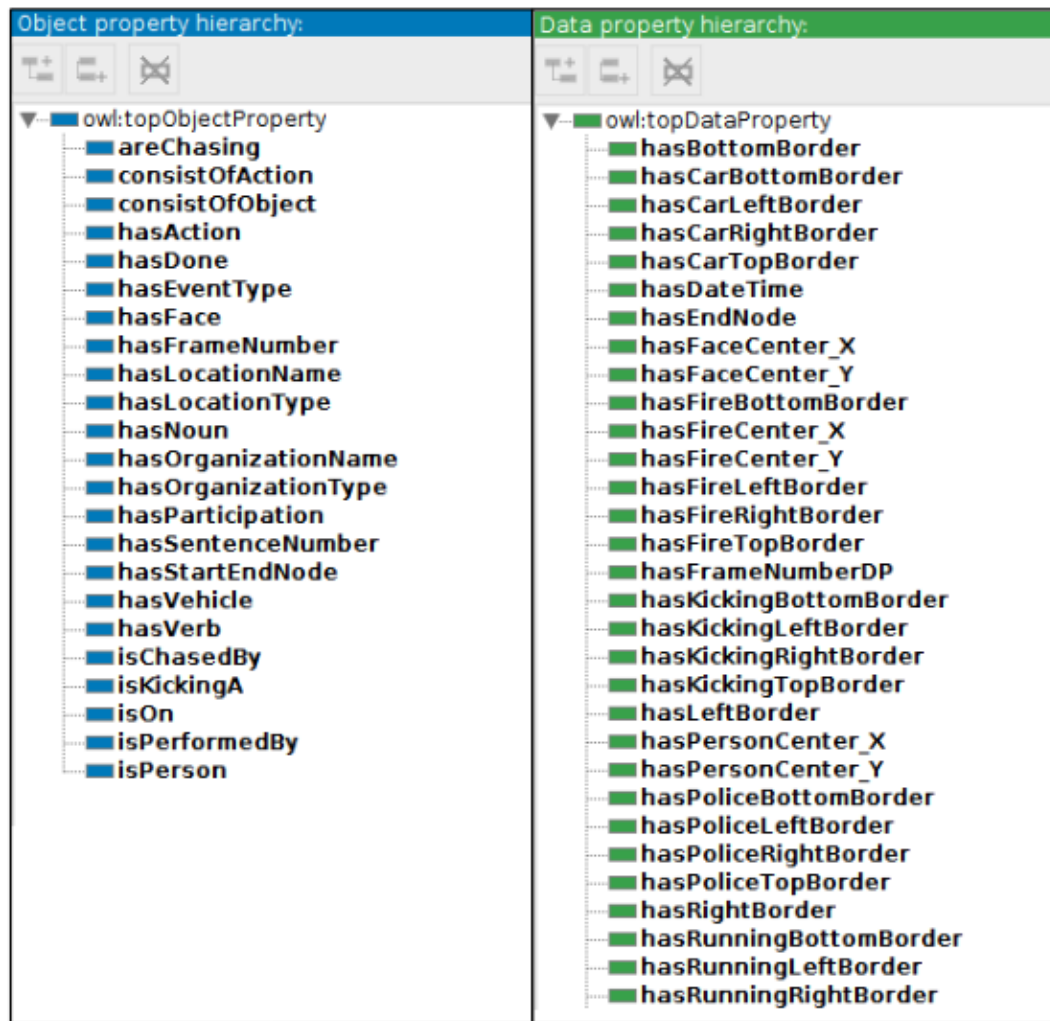 Object property hierarchy:
owl:topObjectProperty
areChasing
consistOfAction
consistOfObject
hasAction
hasDone
hasEventType
hasFace
hasFrameNumber
hasLocationName
hasLocationType
hasNoun
hasOrganizationName
hasOrganizationType
hasParticipation
hasSentenceNumber
hasStartEndNode
hasVehicle
hasVerb
isChasedBy
isKickingA
isOn
isPerformedBy
isPerson
Data property hierarchy:
owl:topDataProperty
hasBottomBorder
hasCarBottomBorder
hasCarLeftBorder
hasCarRightBorder
hasCarTopBorder
hasDateTime
hasEndNode
hasFaceCenter_X
hasFaceCenter_Y
hasFireBottomBorder
hasFireCenter_X
hasFireCenter_Y
hasFireLeftBorder
hasFireRightBorder
hasFireTopBorder
hasFrameNumberDP
hasKickingBottomBorder
hasKickingLeftBorder
hasKickingRightBorder
hasKickingTopBorder
hasLeftBorder
hasPersonCenter_X
hasPersonCenter_Y
hasPoliceBottomBorder
hasPoliceLeftBorder
hasPoliceRightBorder
hasPoliceTopBorder
hasRightBorder
hasRunningBottomBorder
hasRunningLeftBorder
hasRunningRightBorder